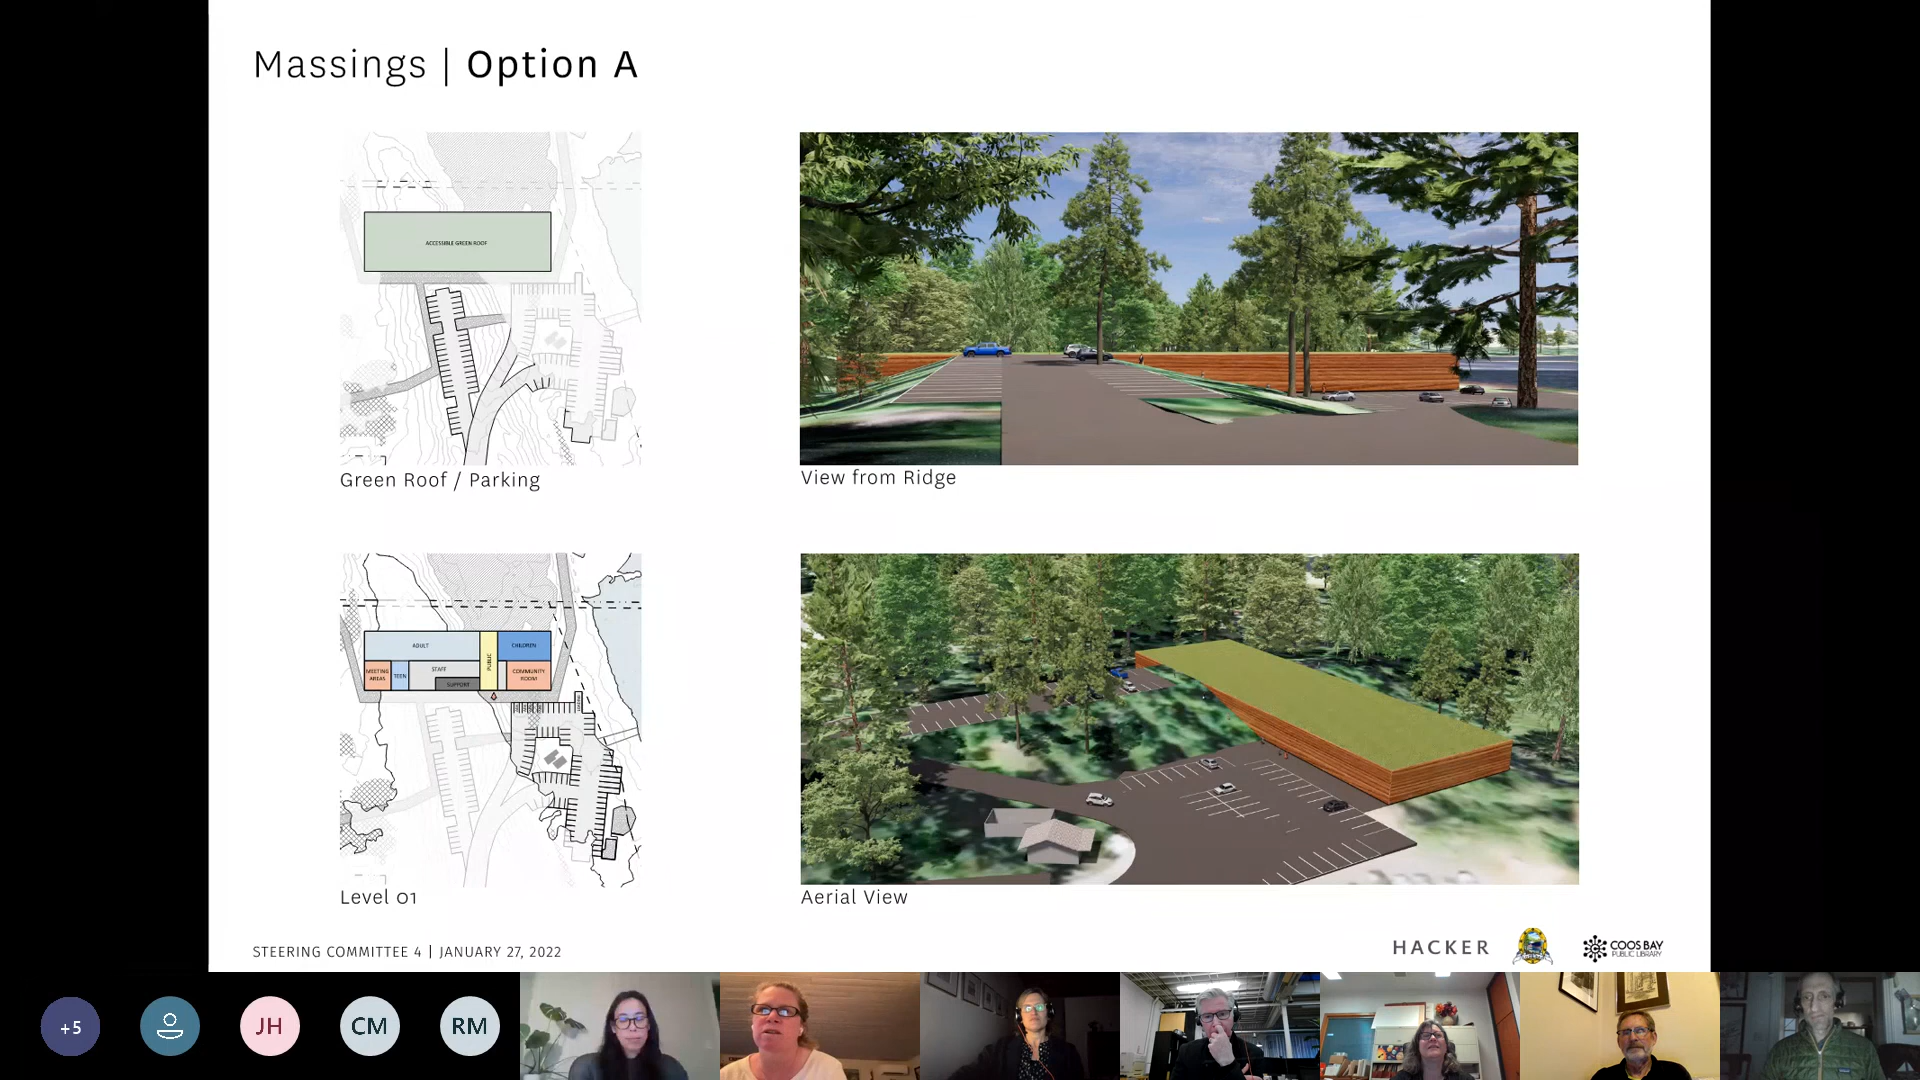 Massings | Option A
ACCESSIBLE GREEN ROOF
Green Roof / Parking
View from Ridge
ADULT
PUBLIC
CHILDREN
MEETING
AREAS
TEEN
STAFF
SUPPORT
COMMUNITY
ROOM
Level 01
Aerial View
STEERING COMMITTEE 4 | JANUARY 27, 2022
HACKER
COOS BAY
PUBLIC LIBRARY
+5
JH
CM
RM